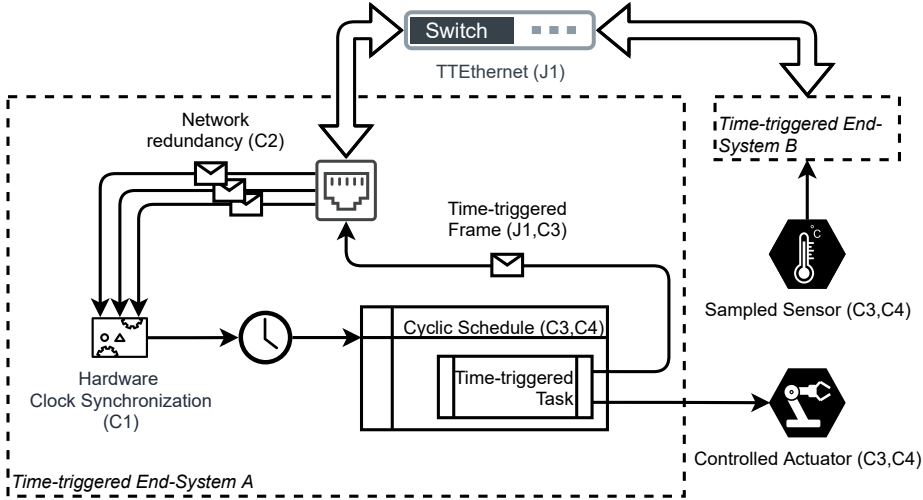 Switch
TTEthernet (J1)
Network
redundancy (C2)
Time-triggered End-
System B
Time-triggered
Frame (J1,C3)
°C
Sampled Sensor (C3,C4)
Cyclic Schedule (C3,C4)
Time-triggered
Task
Hardware
Clock Synchronization
(C1)
Controlled Actuator (C3,C4)
Time-triggered End-System A